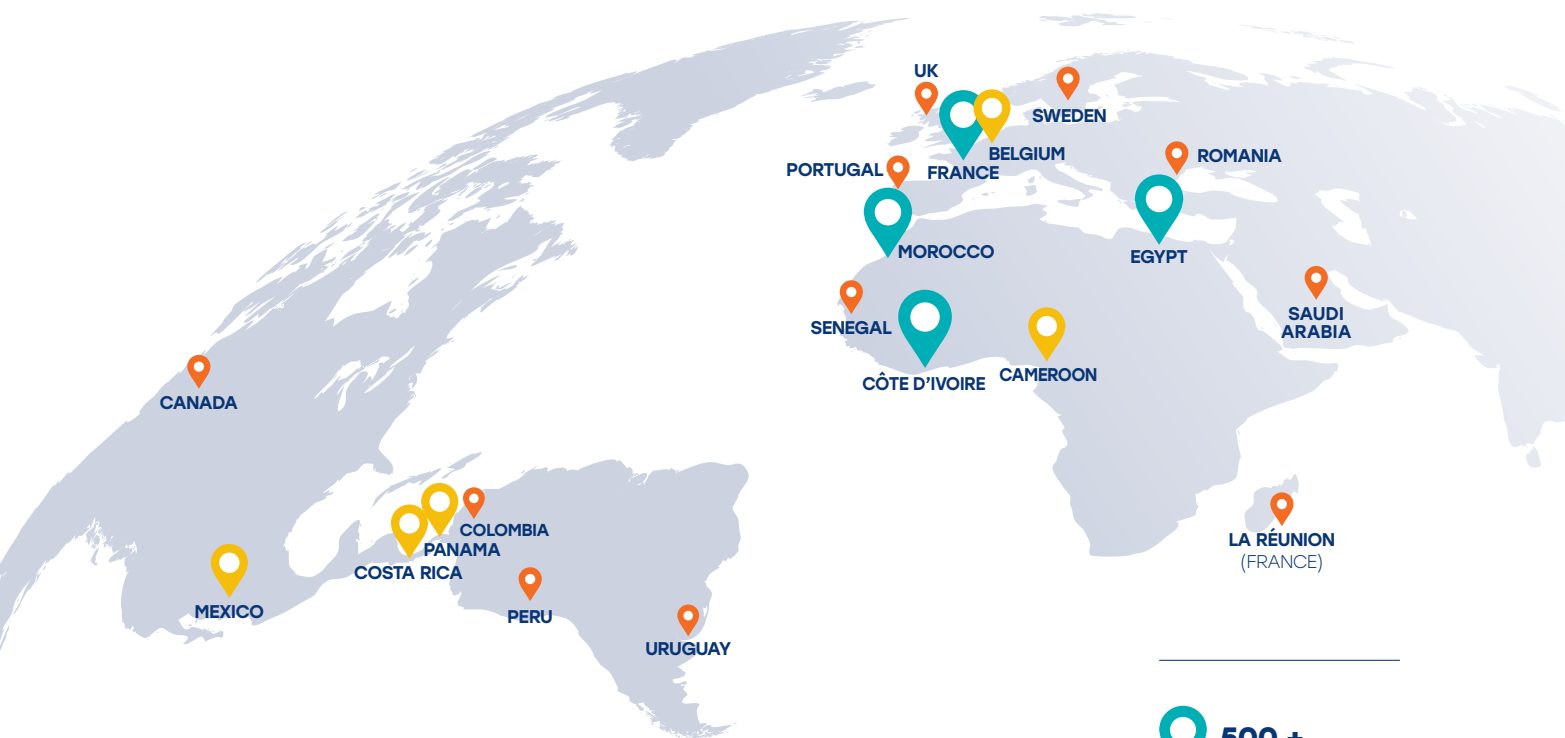 UK
SWEDEN
BELGIUM
ROMANIA
PORTUGAL
FRANCE
MOROCCO
EGYPT
SENEGAL
SAUDI
ARABIA
CÔTE D’IVOIRE
CAMEROON
CANADA
COLOMBIA
PANAMA
COSTA RICA
LA RÉUNION
(FRANCE)
MEXICO
PERU
URUGUAY
500 +